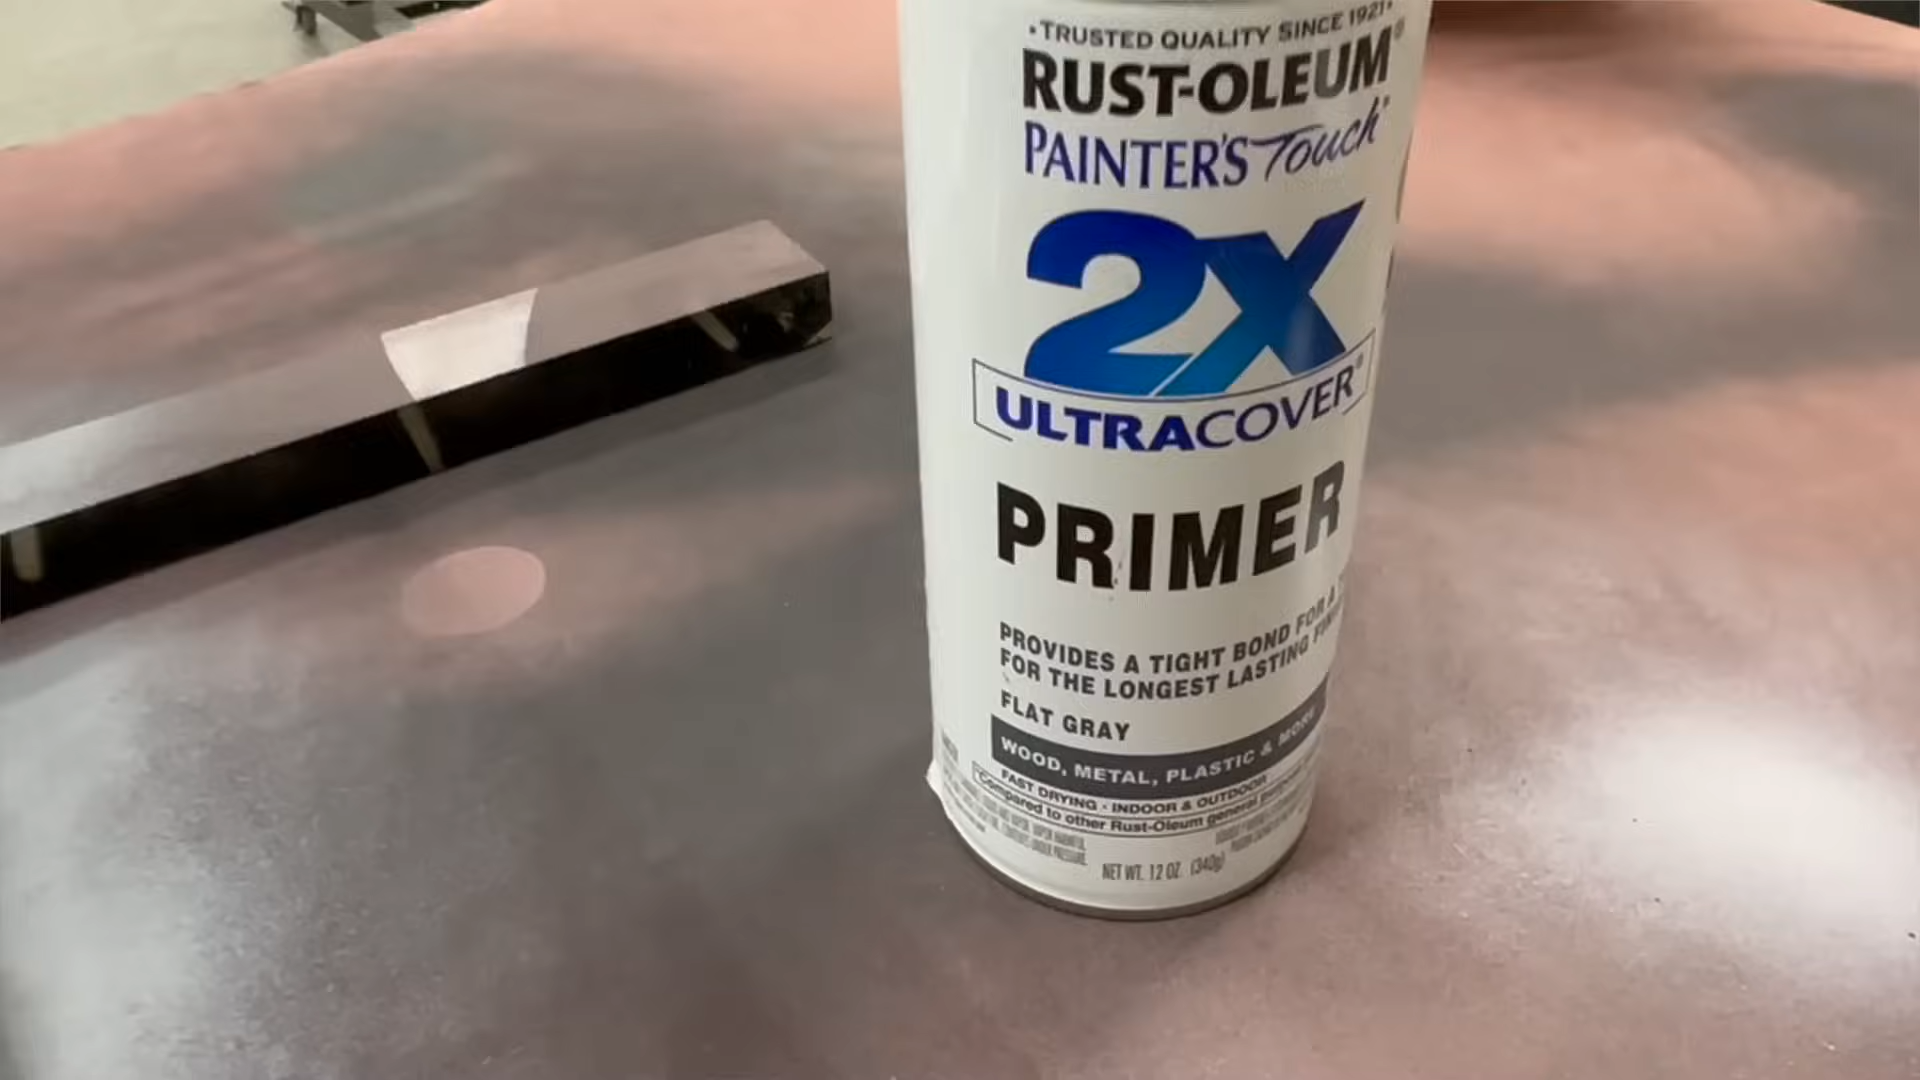 •TRUSTED QUALITY SINCE 1921•
RUST-OLEUM®
PAINTER'S Touch®
2X
ULTRACOVER®
PRIMER
PROVIDES A TIGHT BOND FOR A
FOR THE LONGEST LASTING
FLAT GRAY
WOOD, METAL, PLASTIC & MORE
FAST DRYING • INDOOR & OUTDOOR
*Compared to other Rust-Oleum general
NET WT. 12 OZ. (340g)